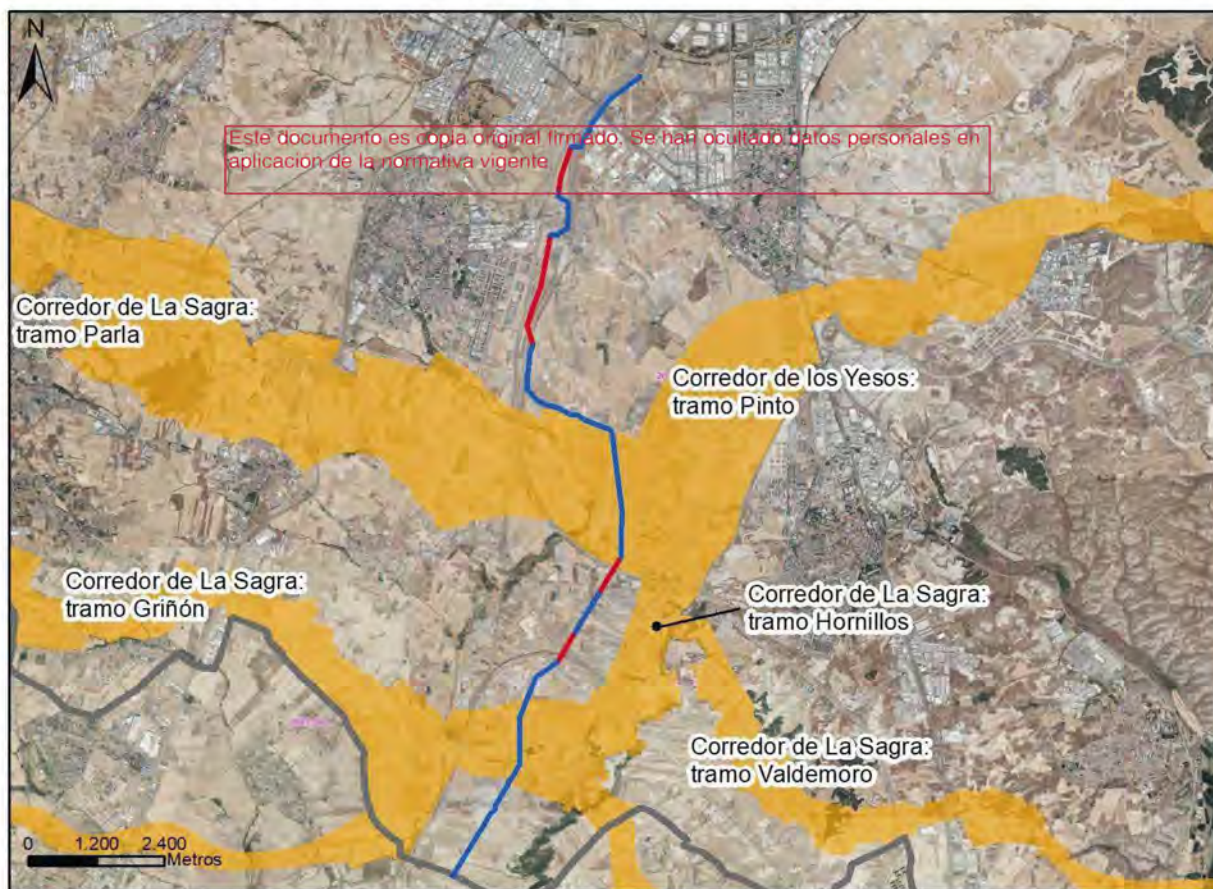 N
Este documento es copia original firmado. Se han ocultado datos personales en
aplicación de la normativa vigente
Corredor de La Sagra:
tramo Parla
Corredor de los Yesos:
tramo Pinto
Corredor de La Sagra:
tramo Griñón
Corredor de La Sagra:
tramo Hornillos
Corredor de La Sagra:
tramo Valdemoro
0 1.200 2.400
Metros